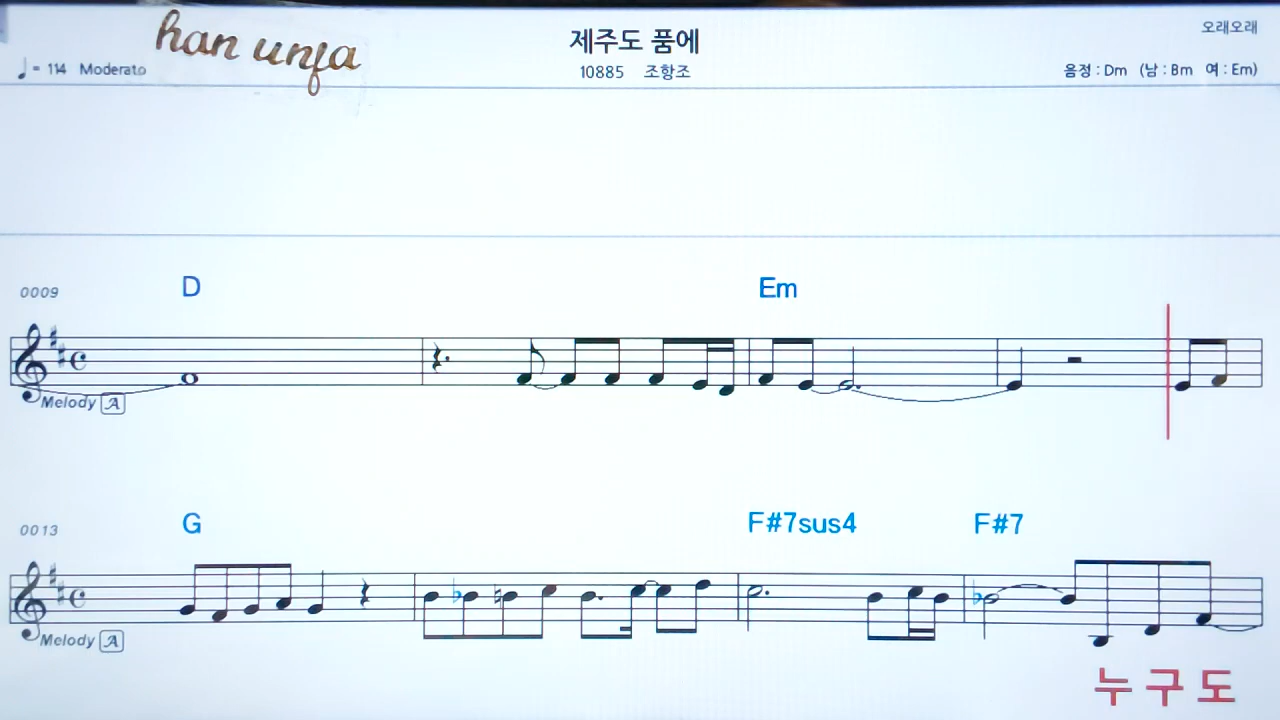 han unja
제주도 품에
오래오래
♩= 114 Moderato
10885 조항조
음정 : Dm (남 : Bm 여 : Em)
0009
D
Em
Melody A
0013
G
F#7sus4
F#7
Melody A
누구도